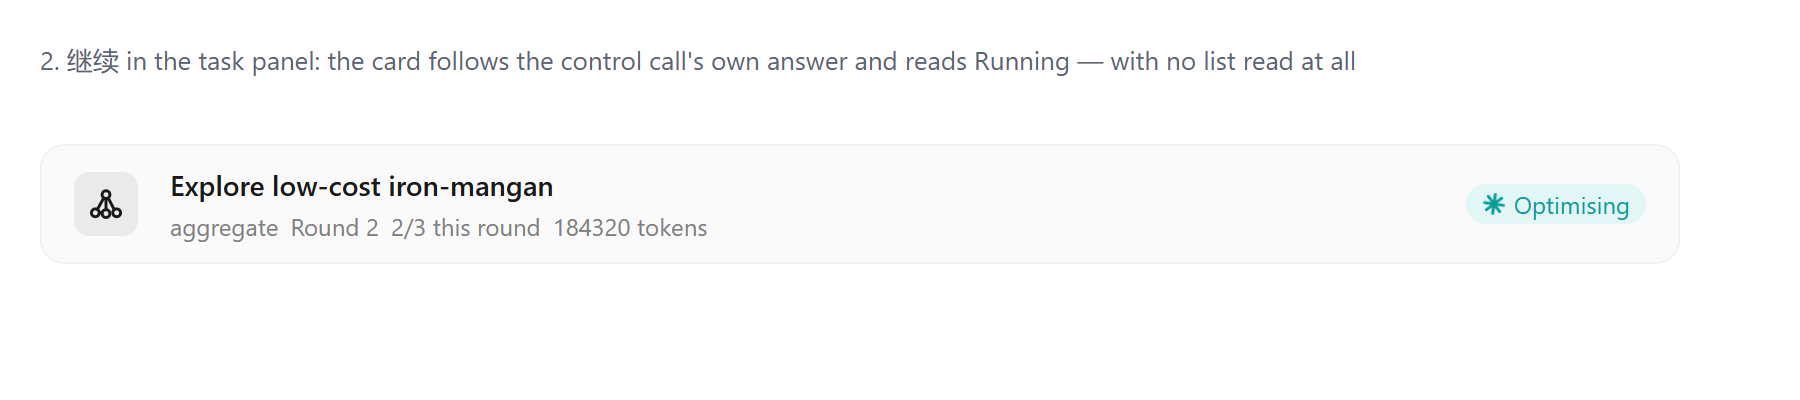 2. 继续 in the task panel: the card follows the control call's own answer and reads Running — with no list read at all
Explore low-cost iron-mangan
Optimising
aggregate Round 2 2/3 this round 184320 tokens